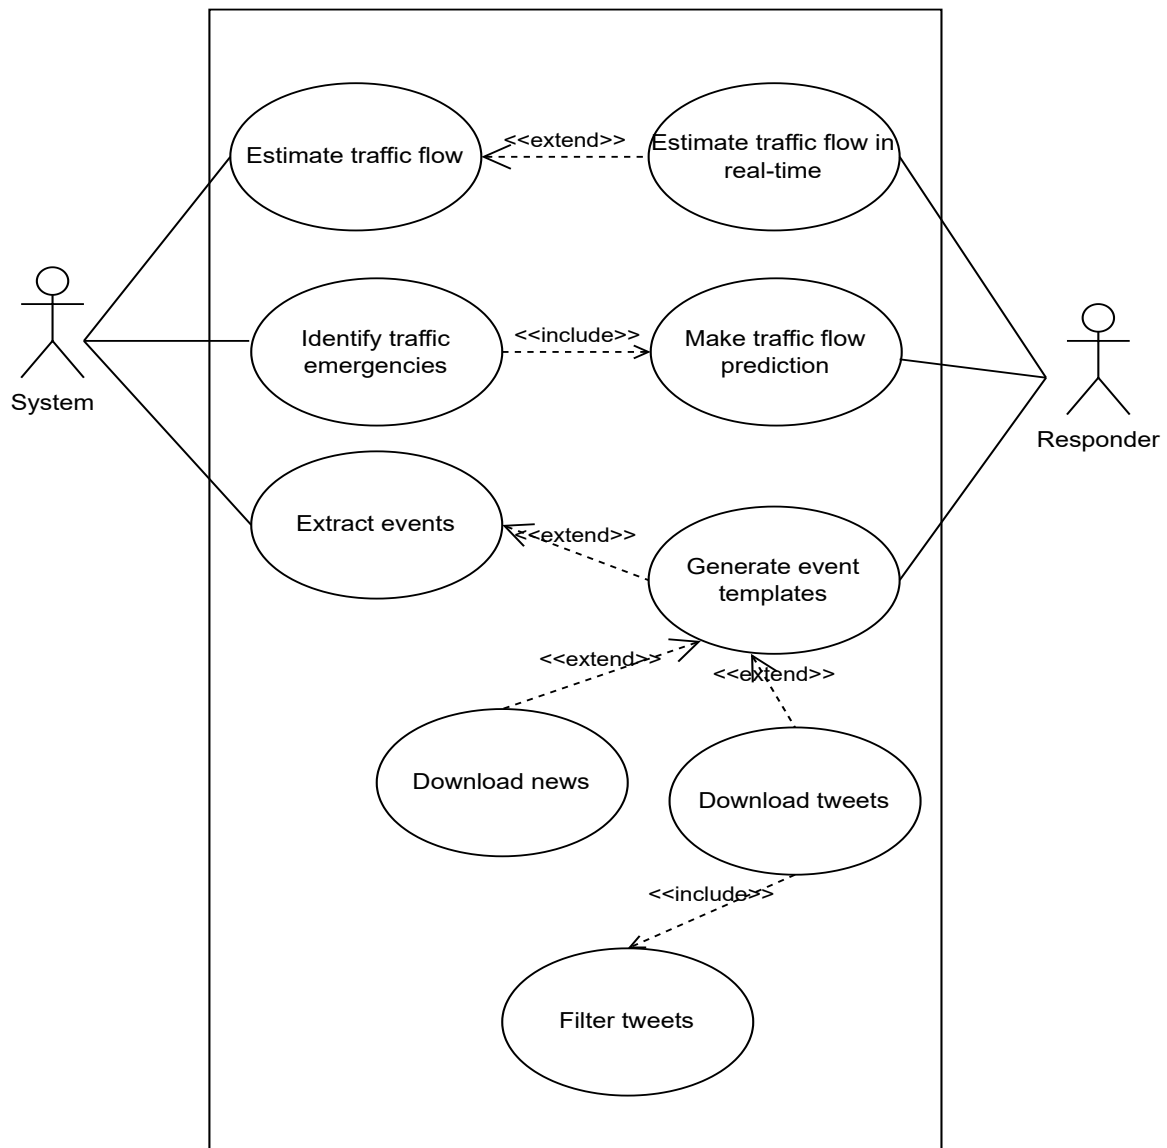 <<extend>>
Estimate traffic flow
Estimate traffic flow in
real-time
Identify traffic
emergencies
<<include>>
Make traffic flow
prediction
System
Responder
Extract events
<<extend>>
Generate event
templates
<<extend>>
<<extend>>
Download news
Download tweets
<<include>>
Filter tweets